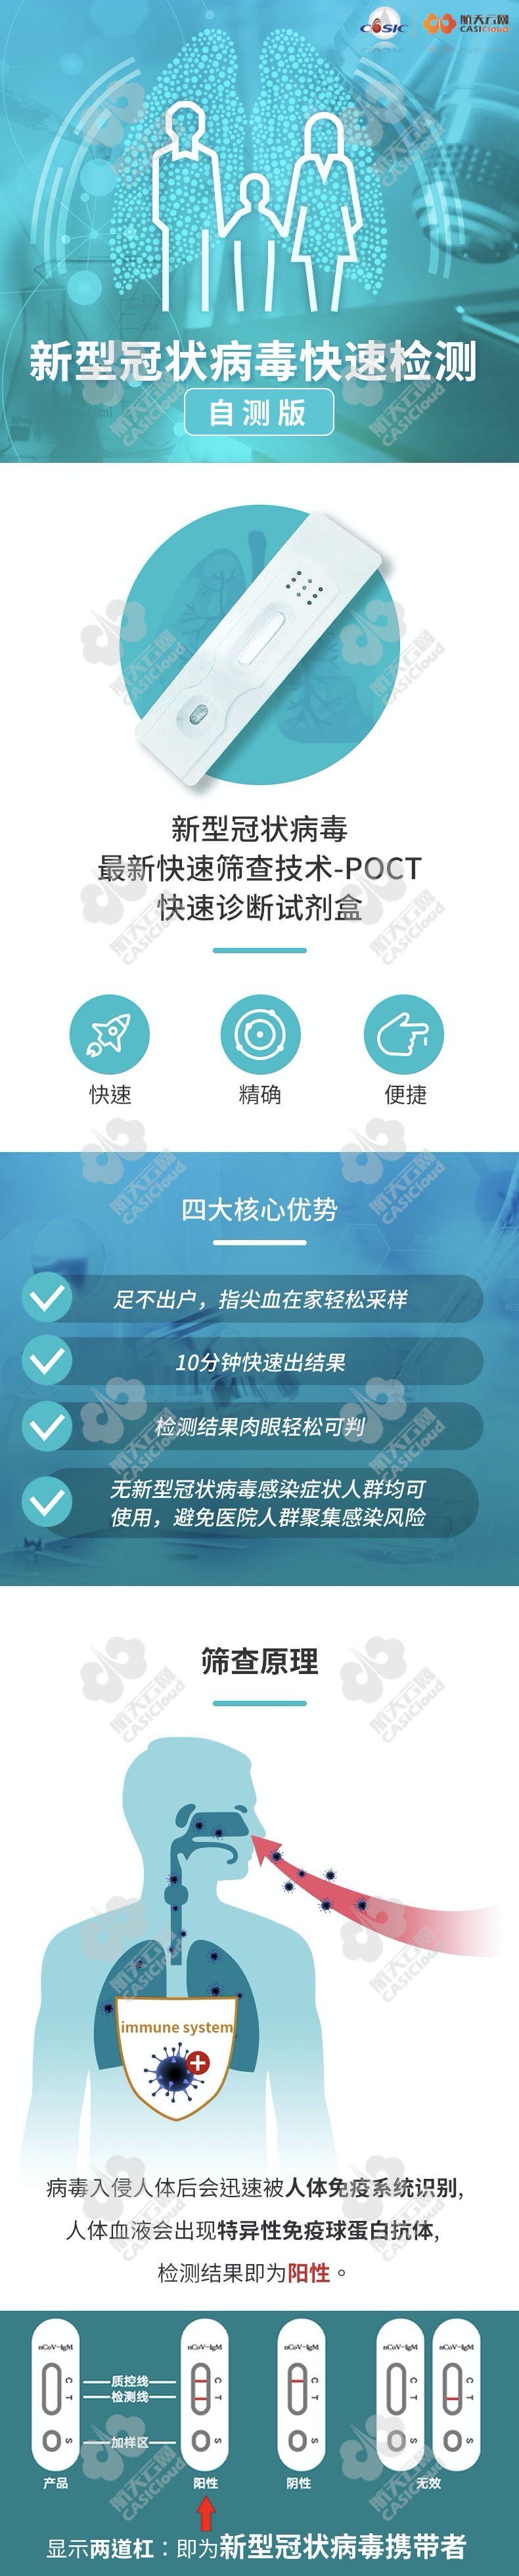 CASIC
航天云网
CASICloud
新型冠状病毒快速检测
自测版
新型冠状病毒
最新快速筛查技术-POCT
快速诊断试剂盒
快速
精确
便捷
四大核心优势
足不出户，指尖血在家轻松采样
10分钟快速出结果
检测结果肉眼轻松可判
无新型冠状病毒感染症状人群均可
使用，避免医院人群聚集感染风险
筛查原理
immune system
病毒入侵人体后会迅速被人体免疫系统识别,
人体血液会出现特异性免疫球蛋白抗体,
检测结果即为阳性。
nCoV-IgM
C
T
S
产品
质控线
检测线
加样区
nCoV-IgM
C
T
S
阳性
nCoV-IgM
C
T
S
阴性
nCoV-IgM
C
T
S
nCoV-IgM
C
T
S
无效
显示两道杠：即为新型冠状病毒携带者